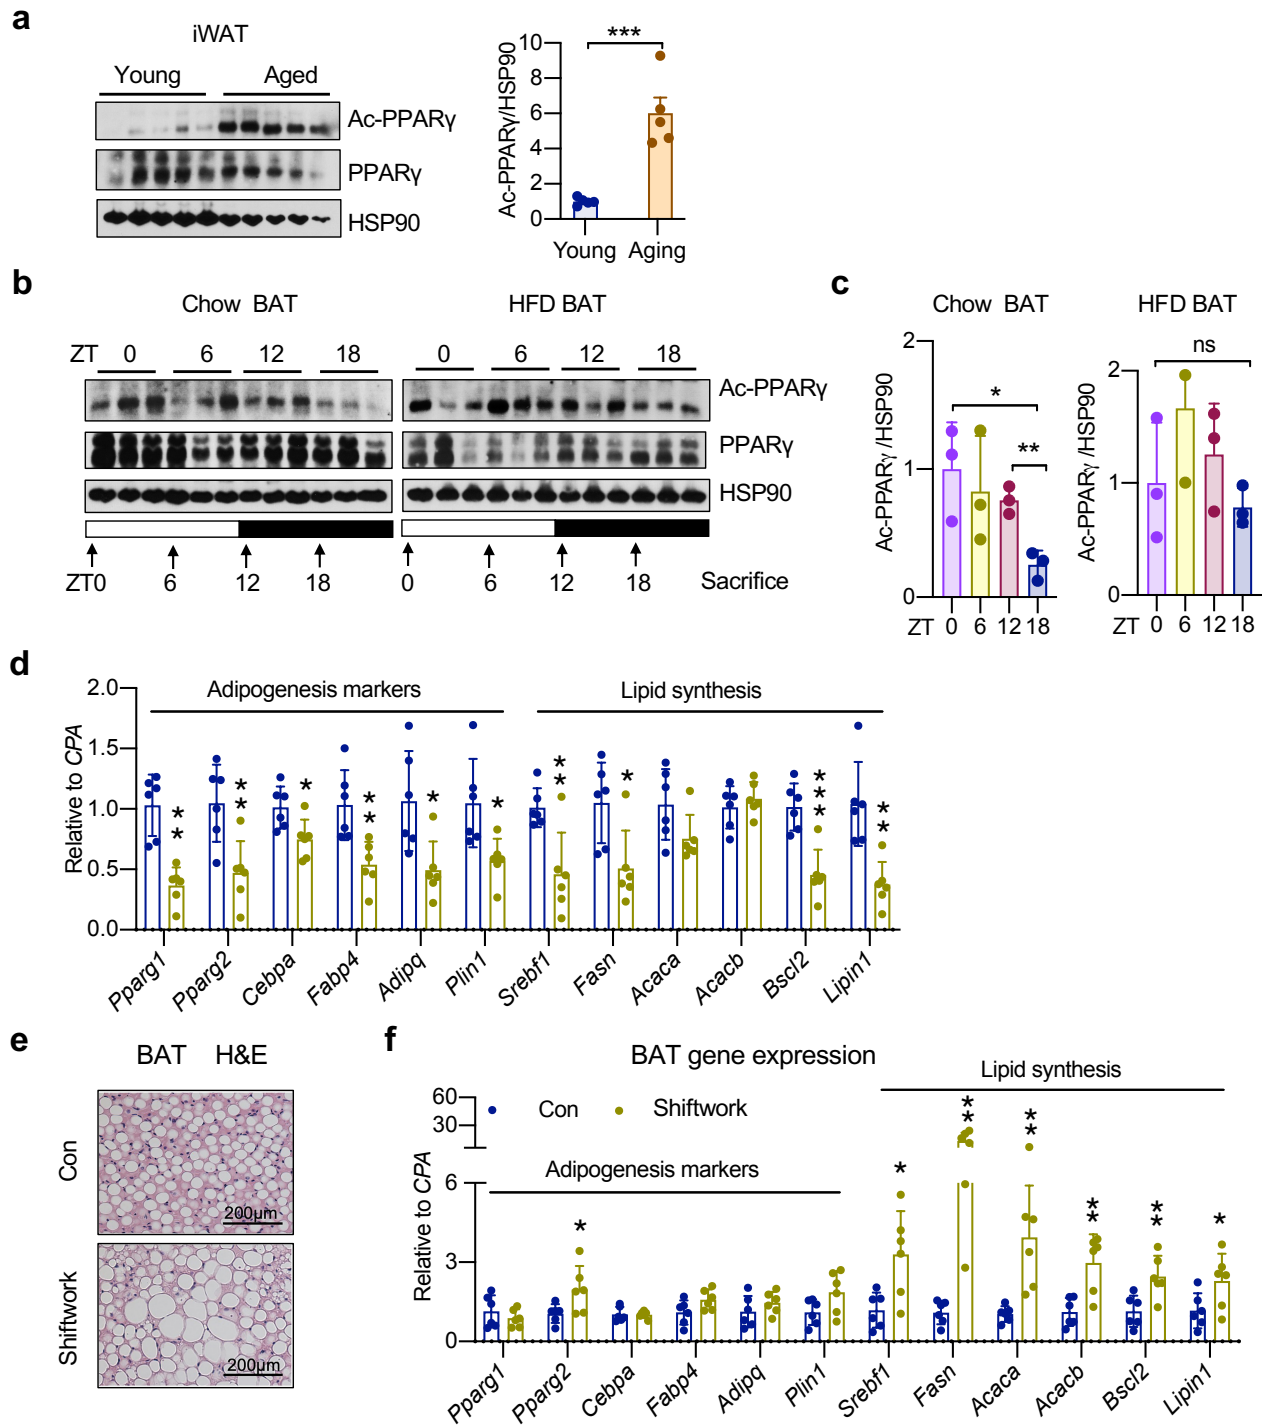 a
iWAT
Young Aged
Ac-PPARγ
PPARγ
HSP90
Ac-PPARγ/HSP90
10
8
6
4
2
0
***
Young Aging
b
Chow BAT HFD BAT
ZT 0 6 12 18 0 6 12 18
Ac-PPARγ
PPARγ
HSP90
ZT0 6 12 18 0 6 12 18 Sacrifice
c
Chow BAT HFD BAT
Ac-PPARγ/HSP90
2
1
0
*
**
ZT 0 6 12 18
Ac-PPARγ/HSP90
2
1
0
ns
ZT 0 6 12 18
d
Adipogenesis markers Lipid synthesis
Relative to CPA
2.0
1.5
1.0
0.5
0.0
** ** * ** * * ** * *** **
Pparg1 Pparg2 Cebpa Fabp4 Adipq Plin1 Srebf1 Fasn Acaca Acacb Bscl2 Lipin1
e
BAT H&E
Con
200μm
Shiftwork
200μm
f
BAT gene expression
Lipid synthesis
Con Shiftwork
Adipogenesis markers
Relative to CPA
60
30
6
3
0
* * ** ** ** ** *
Pparg1 Pparg2 Cebpa Fabp4 Adipq Plin1 Srebf1 Fasn Acaca Acacb Bscl2 Lipin1